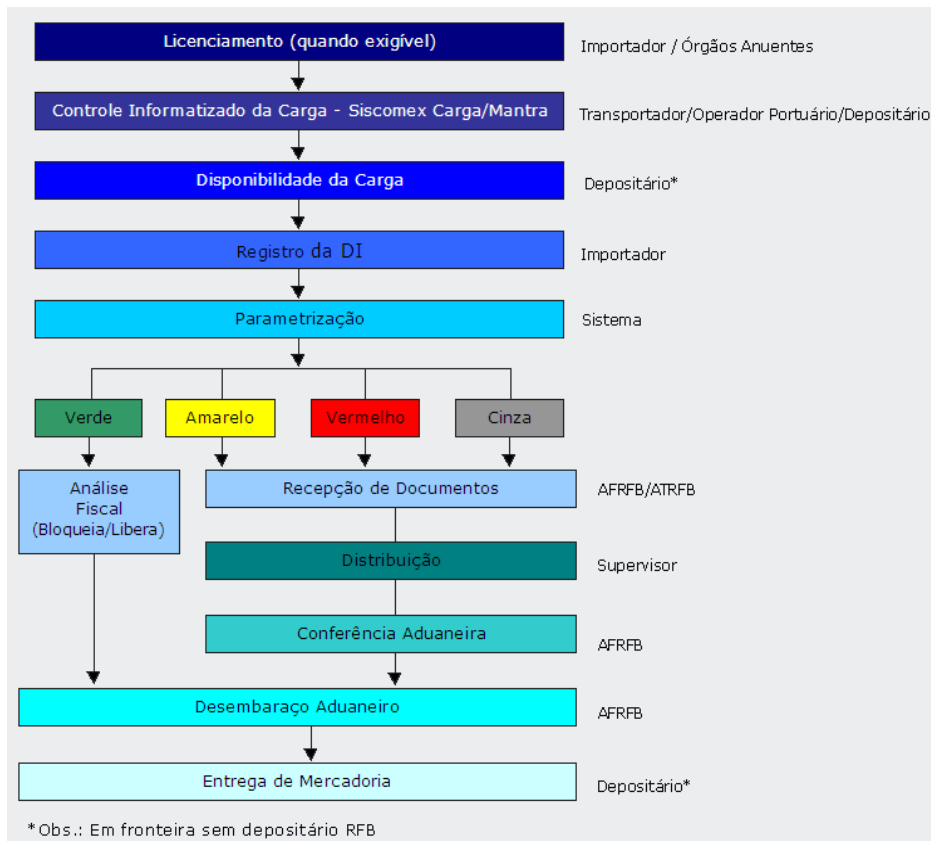 Licenciamento (quando exigível)
Importador / Órgãos Anuentes
Controle Informatizado da Carga - Siscomex Carga/Mantra
Transportador/Operador Portuário/Depositário
Disponibilidade da Carga
Depositário*
Registro da DI
Importador
Parametrização
Sistema
Verde
Amarelo
Vermelho
Cinza
Análise
Fiscal
(Bloqueia/Libera)
Recepção de Documentos
AFRFB/ATRFB
Distribuição
Supervisor
Conferência Aduaneira
AFRFB
Desembaraço Aduaneiro
AFRFB
Entrega de Mercadoria
Depositário*
*Obs.: Em fronteira sem depositário RFB